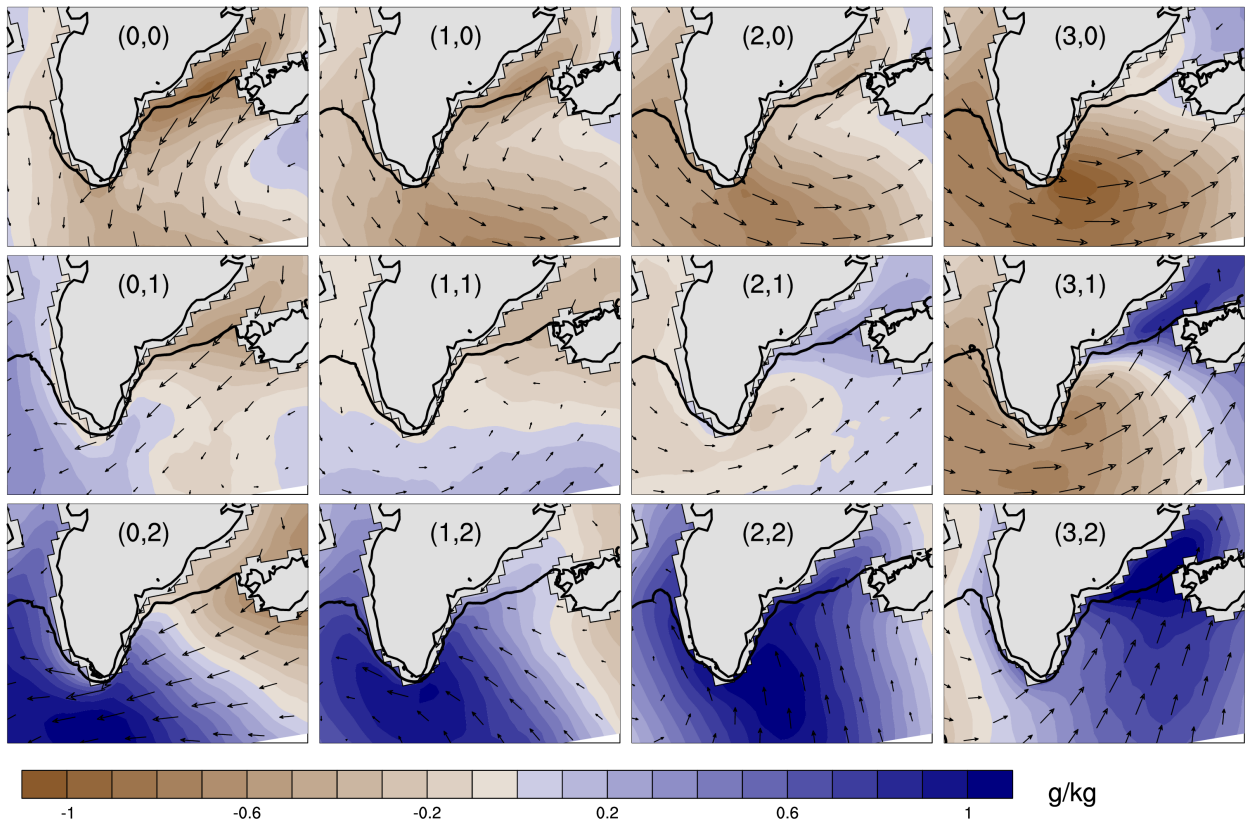 (0,0) (1,0) (2,0) (3,0)
(0,1) (1,1) (2,1) (3,1)
(0,2) (1,2) (2,2) (3,2)
-1 -0.6 -0.2 0.2 0.6 1 g/kg